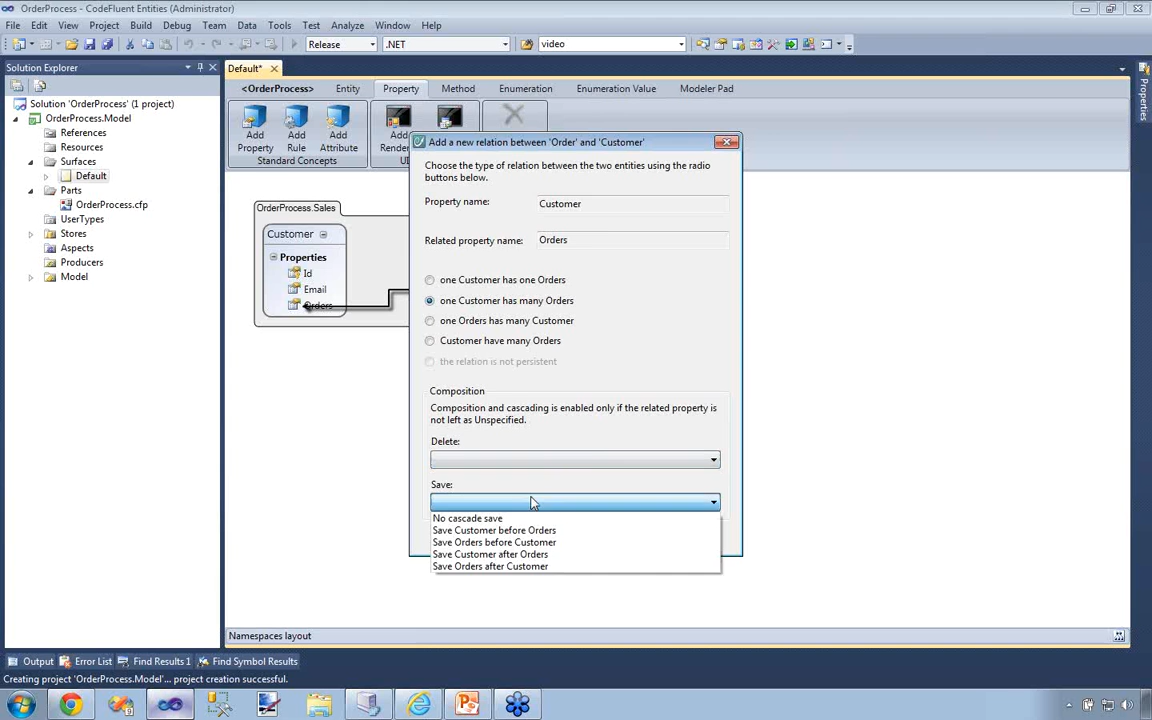 OrderProcess - CodeFluent Entities (Administrator)
File Edit View Project Build Debug Team Data Tools Test Analyze Window Help
Release .NET video
Solution Explorer
Default*
<OrderProcess> Entity Property Method Enumeration Enumeration Value Modeler Pad
Solution 'OrderProcess' (1 project)
OrderProcess.Model
References
Resources
Surfaces
Default
Parts
OrderProcess.cfp
UserTypes
Stores
Aspects
Producers
Model
Add Property
Add Rule
Add Attribute
Add
Standard Concepts
OrderProcess.Sales
Customer
Properties
Id
Email
Orders
Add a new relation between 'Order' and 'Customer'
Choose the type of relation between the two entities using the radio
buttons below.
Property name: Customer
Related property name: Orders
one Customer has one Orders
one Customer has many Orders
one Orders has many Customer
Customer have many Orders
the relation is not persistent
Composition
Composition and cascading is enabled only if the related property is
not left as Unspecified.
Delete:
Save:
No cascade save
Save Customer before Orders
Save Orders before Customer
Save Customer after Orders
Save Orders after Customer
Properties
Namespaces layout
Output Error List Find Results 1 Find Symbol Results
Creating project 'OrderProcess.Model'... project creation successful.